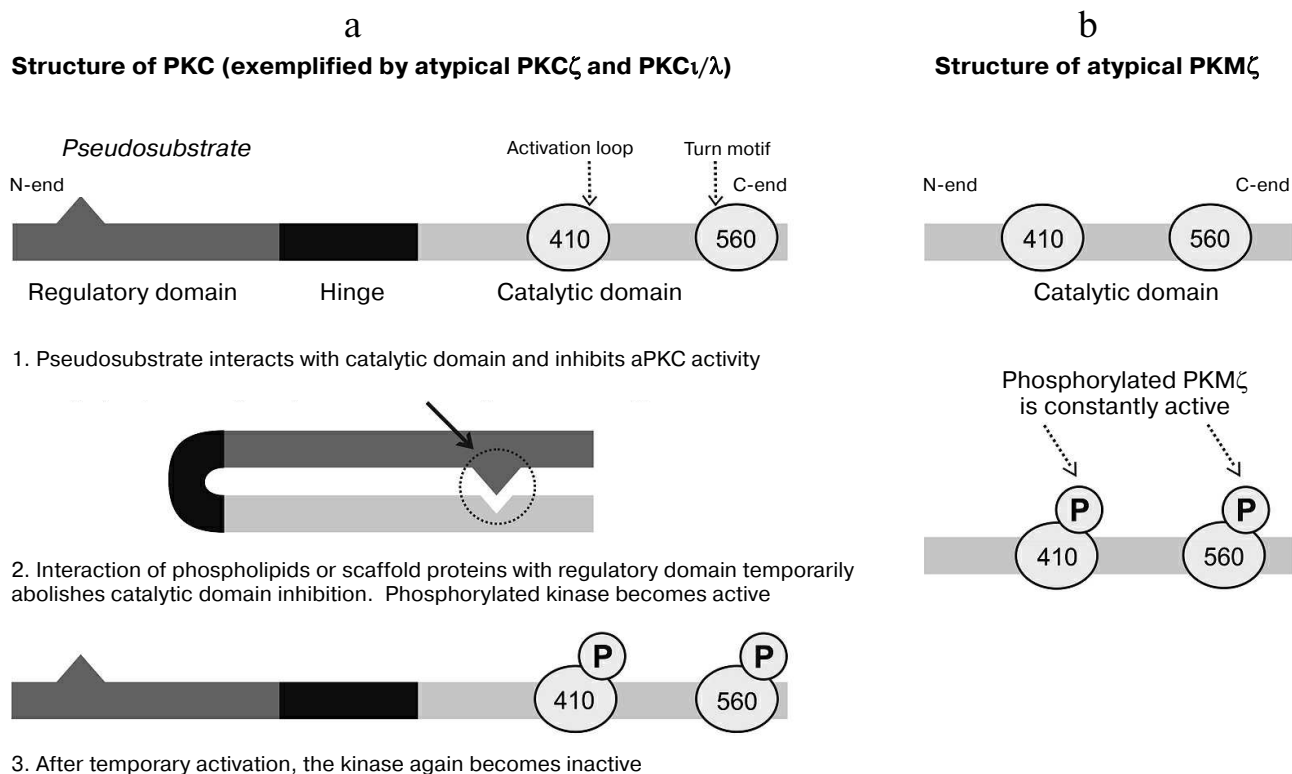 a
Structure of PKC (exemplified by atypical PKCζ and PKCι/λ)
Pseudosubstrate
Activation loop
Turn motif
N-end
C-end
410
560
Regulatory domain
Hinge
Catalytic domain
1. Pseudosubstrate interacts with catalytic domain and inhibits aPKC activity
2. Interaction of phospholipids or scaffold proteins with regulatory domain temporarily
abolishes catalytic domain inhibition. Phosphorylated kinase becomes active
P
P
410
560
3. After temporary activation, the kinase again becomes inactive
b
Structure of atypical PKMζ
N-end
C-end
410
560
Catalytic domain
Phosphorylated PKMζ
is constantly active
P
P
410
560